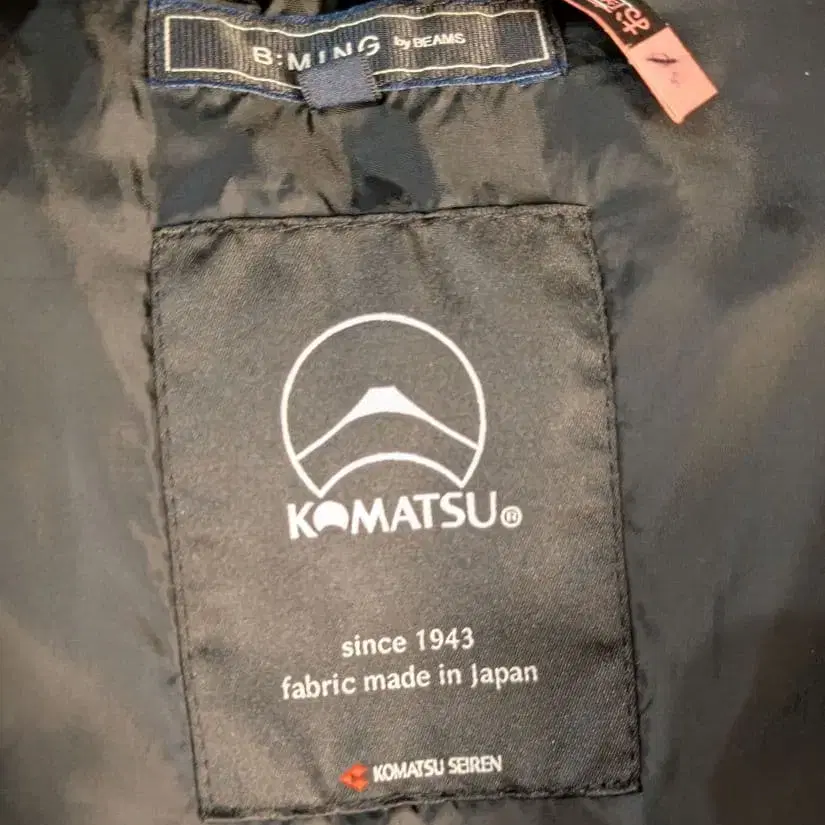 B:MING by BEAMS
KOMATSU®
since 1943
fabric made in Japan
KOMATSU SEIREN